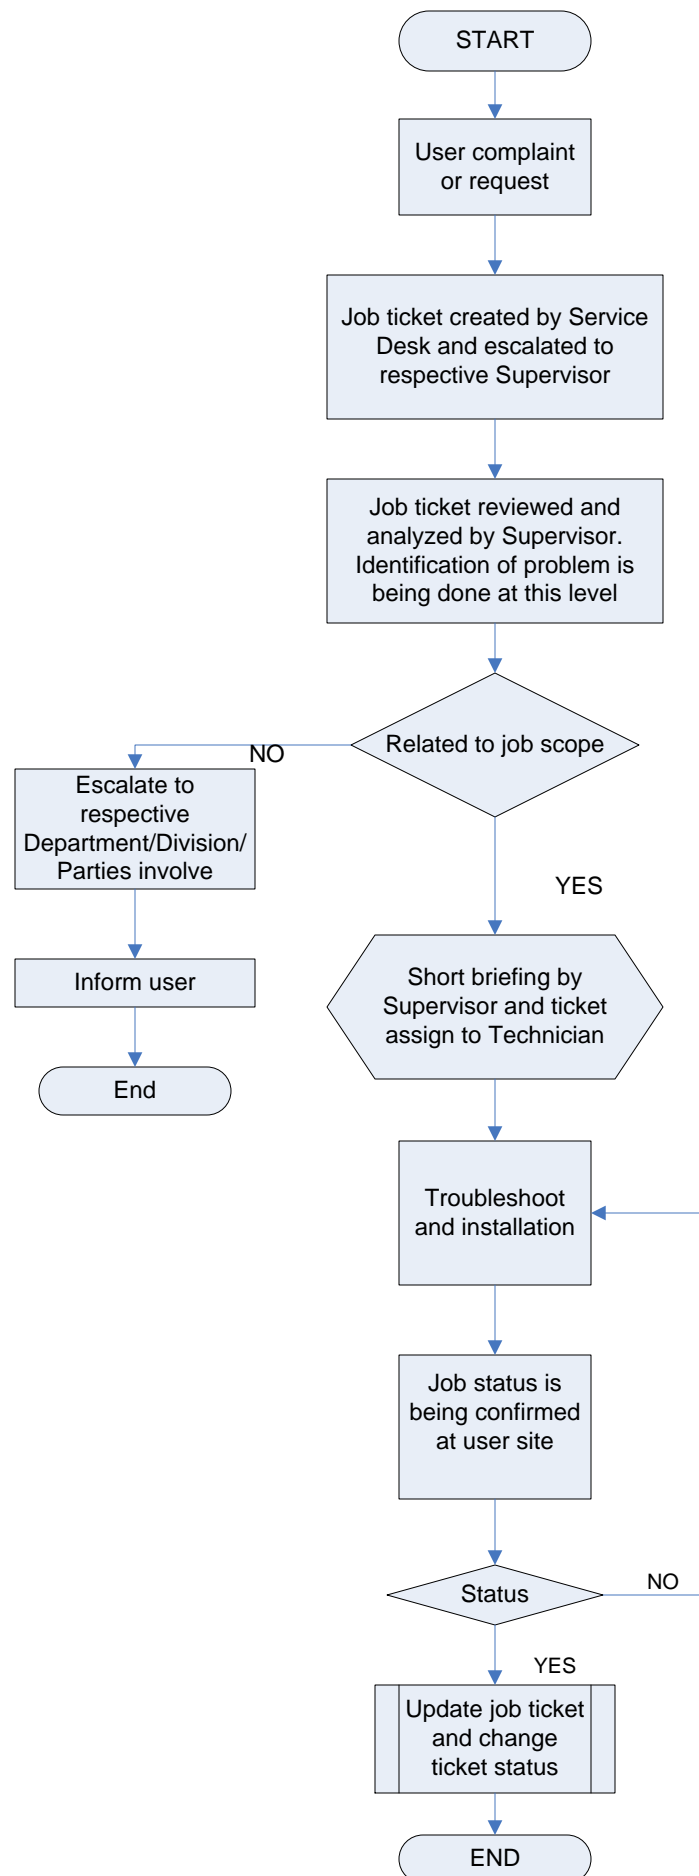 START
User complaint
or request
Job ticket created by Service
Desk and escalated to
respective Supervisor
Job ticket reviewed and
analyzed by Supervisor.
Identification of problem is
being done at this level
Related to job scope
NO
Escalate to
respective
Department/Division/
Parties involve
Inform user
End
YES
Short briefing by
Supervisor and ticket
assign to Technician
Troubleshoot
and installation
Job status is
being confirmed
at user site
Status
NO
YES
Update job ticket
and change
ticket status
END